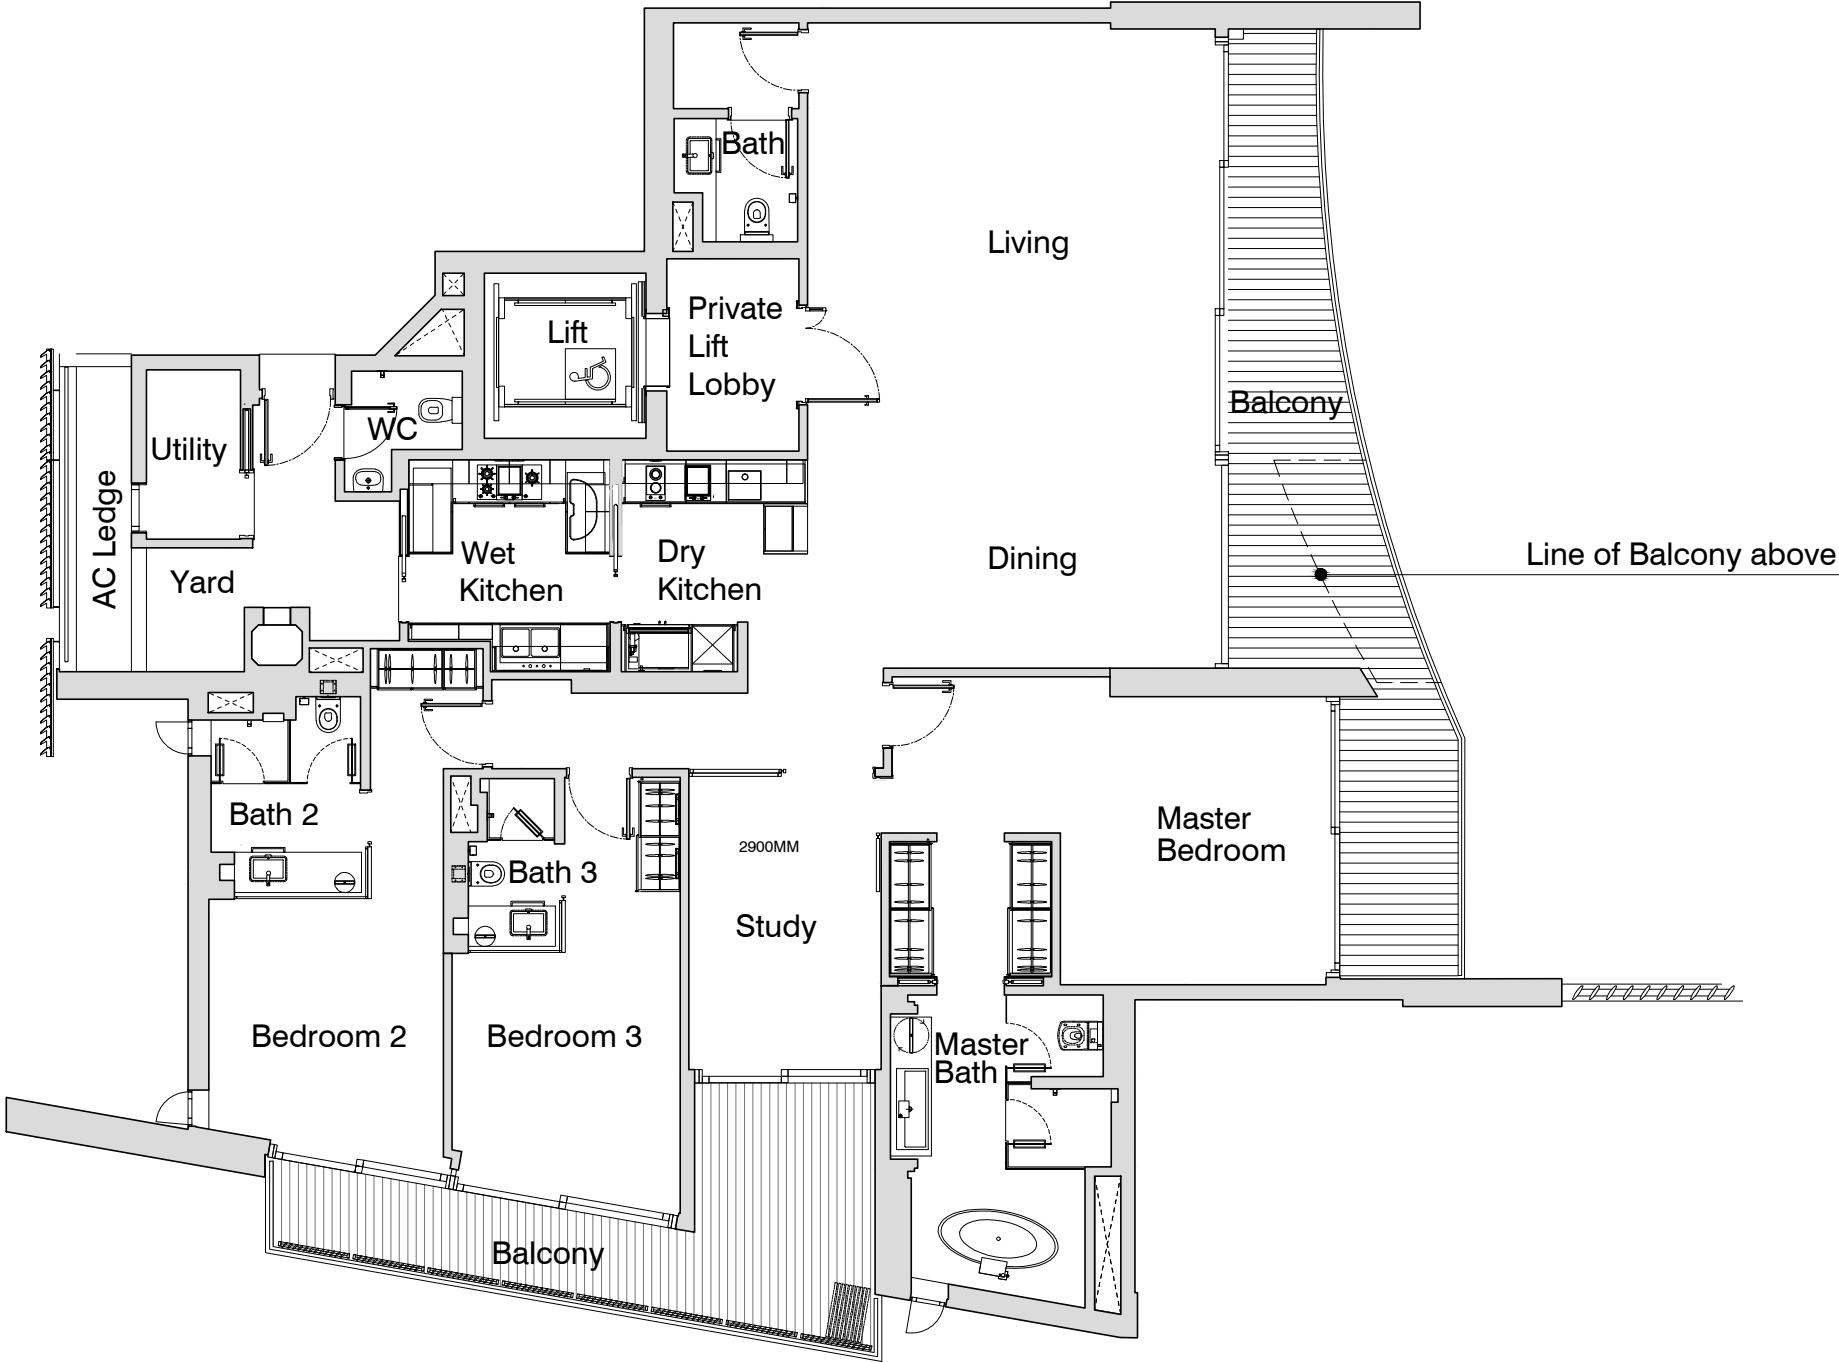 Bath
Living
Private
Lift
Lobby
Lift
Balcony
WC
Utility
AC Ledge
Wet
Kitchen
Dry
Kitchen
Dining
Line of Balcony above
Yard
Bath 2
Master
Bedroom
2900MM
Bath 3
Study
Bedroom 2
Bedroom 3
Master
Bath
Balcony